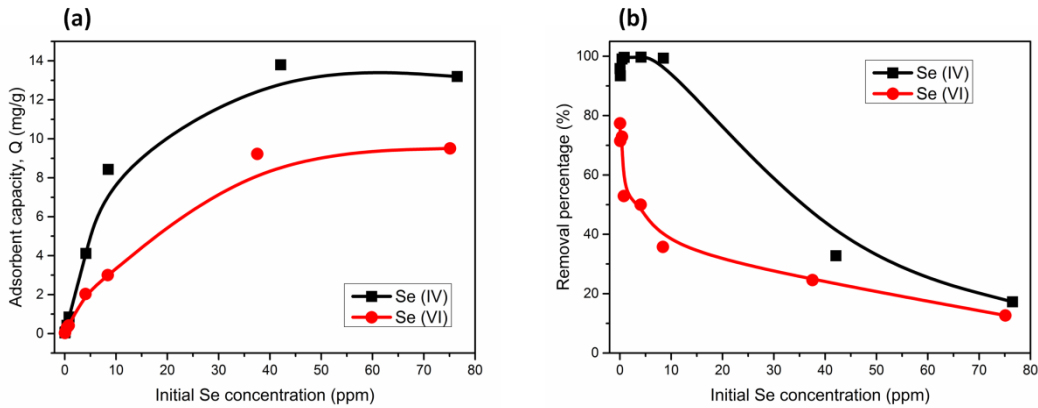 (a)
Adsorbent capacity, Q (mg/g)
14
12
10
8
6
4
2
0
Se (IV)
Se (VI)
0 10 20 30 40 50 60 70 80
Initial Se concentration (ppm)
(b)
Removal percentage (%)
100
80
60
40
20
0
Se (IV)
Se (VI)
0 10 20 30 40 50 60 70 80
Initial Se concentration (ppm)